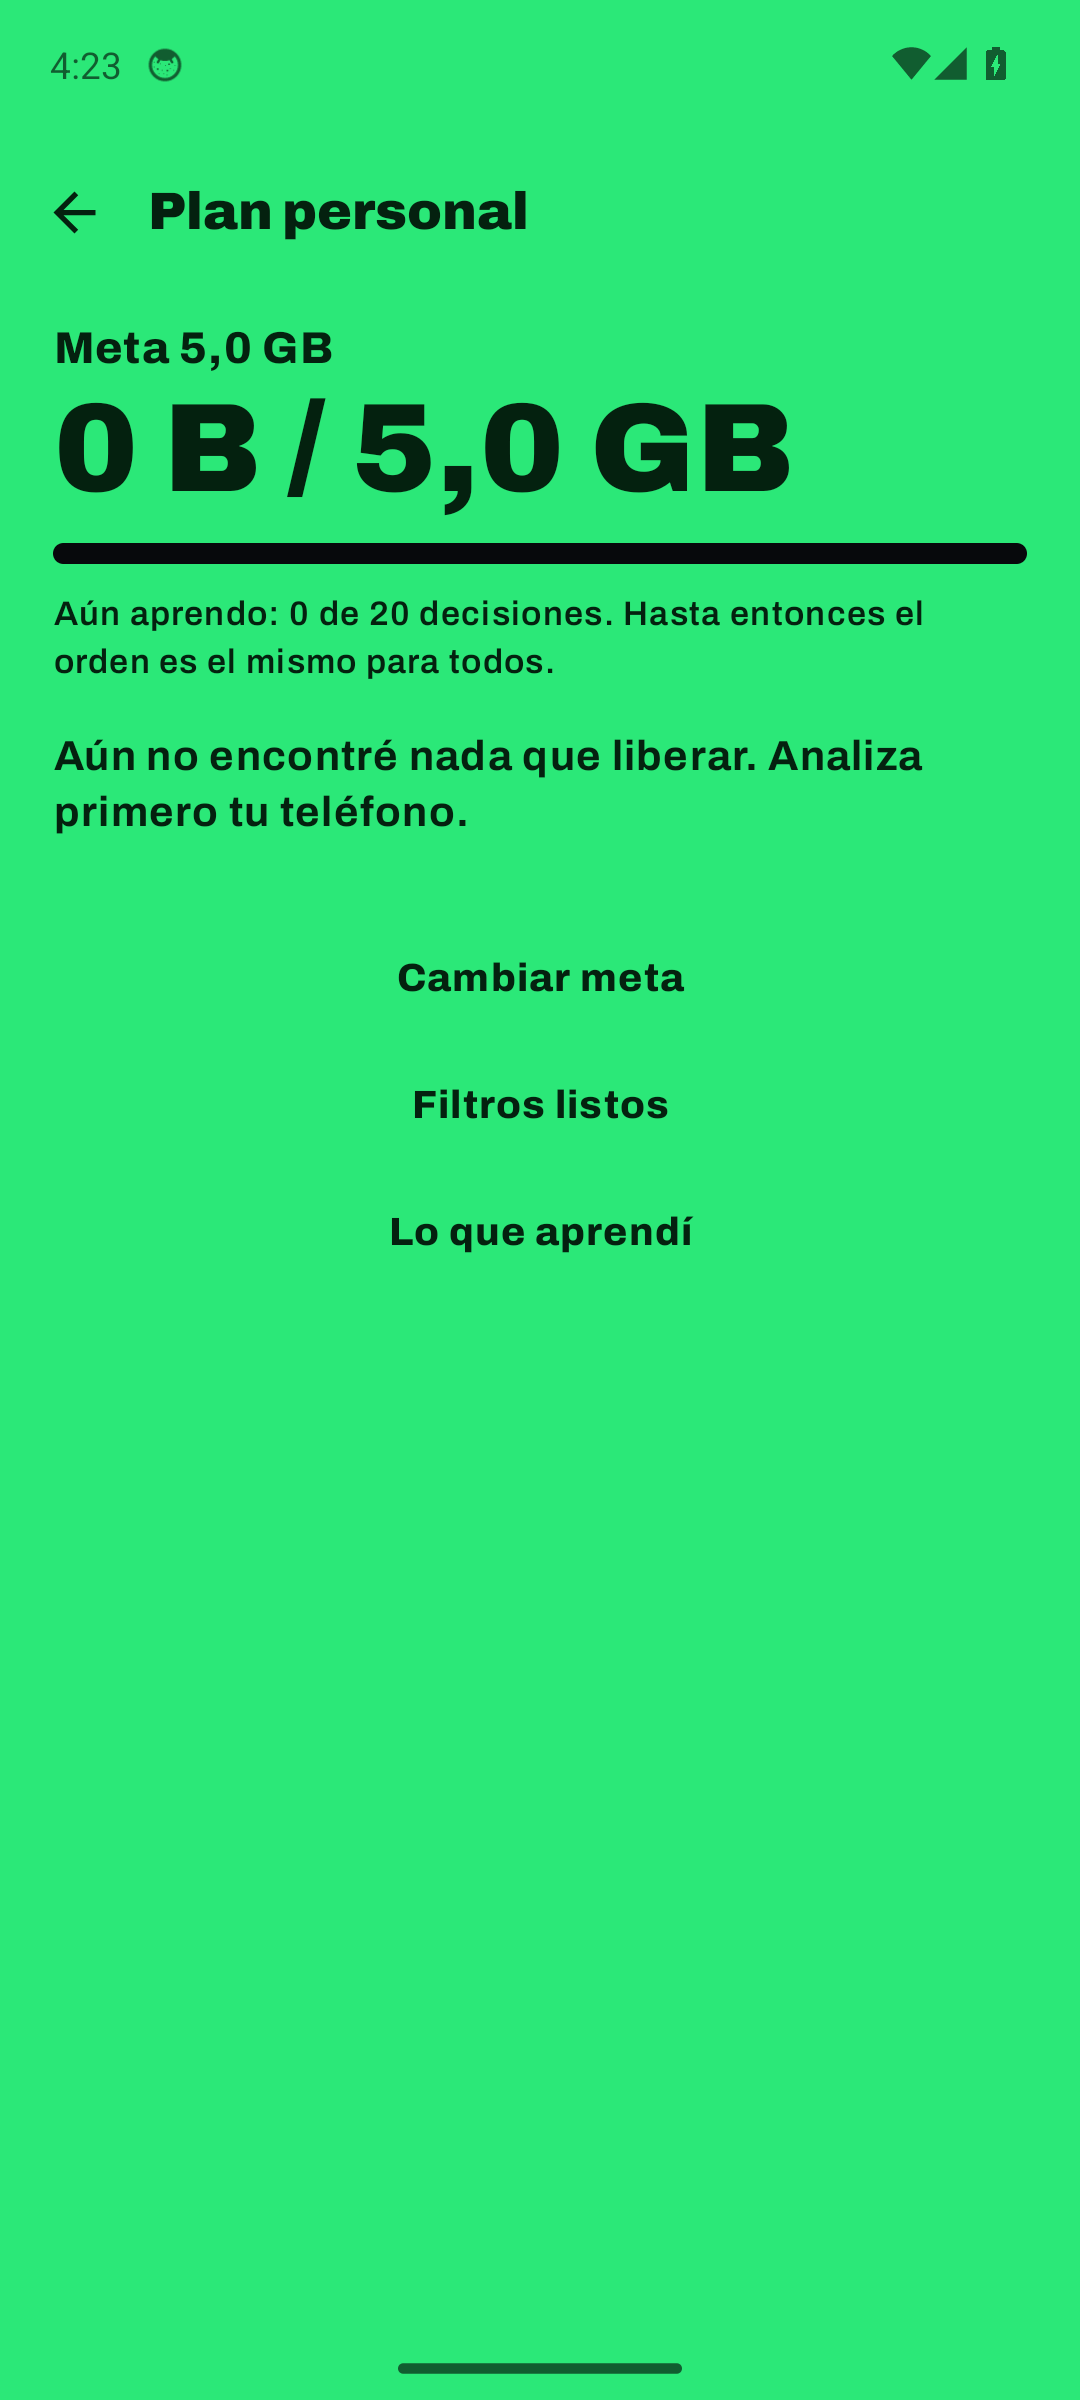 4:23
Plan personal
Meta 5,0 GB
0 B / 5,0 GB
Aún aprendo: 0 de 20 decisiones. Hasta entonces el
orden es el mismo para todos.
Aún no encontré nada que liberar. Analiza
primero tu teléfono.
Cambiar meta
Filtros listos
Lo que aprendí